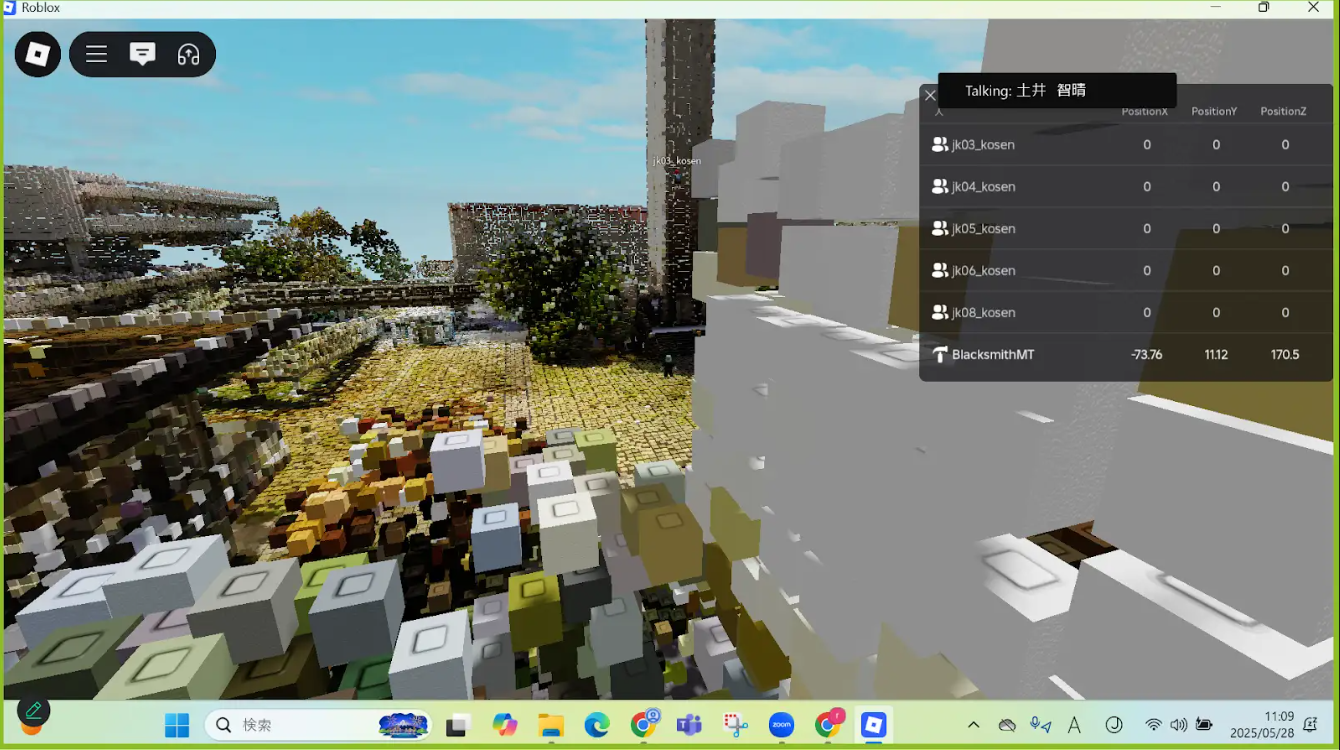 Roblox
Talking: 土井 智晴
人 PositionX PositionY PositionZ
jk03_kosen 0 0 0
jk04_kosen 0 0 0
jk05_kosen 0 0 0
jk06_kosen 0 0 0
jk08_kosen 0 0 0
BlacksmithMT -73.76 11.12 170.5
jk03_kosen
検索
zoom
A
11:09
2025/05/28